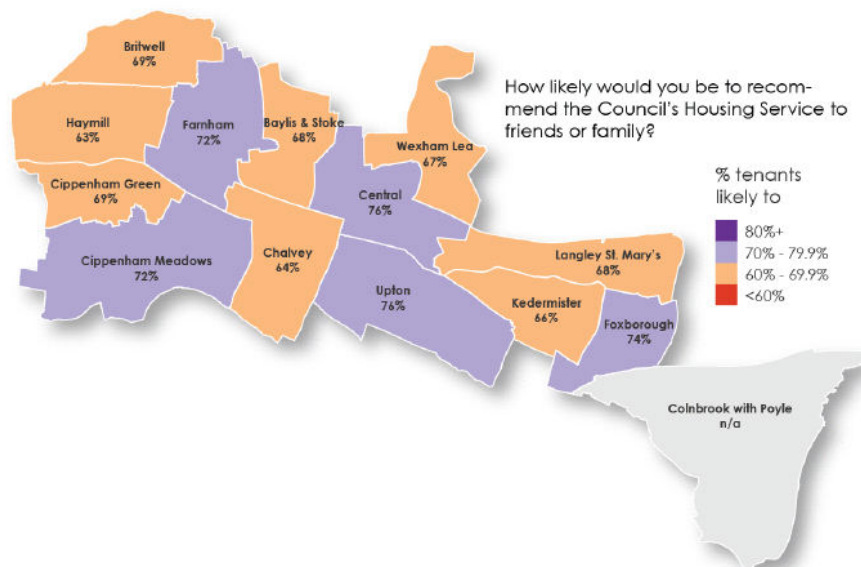 Britwell
69%
How likely would you be to recom-
mend the Council's Housing Service to
friends or family?
Haymill
63%
Farnham
72%
Baylis & Stoke
68%
Wexham Lea
67%
% tenants
likely to
80%+
70% - 79.9%
60% - 69.9%
<60%
Cippenham Green
69%
Central
76%
Cippenham Meadows
72%
Chalvey
64%
Langley St. Mary's
68%
Upton
76%
Kedermister
66%
Foxborough
74%
Colnbrook with Poyle
n/a